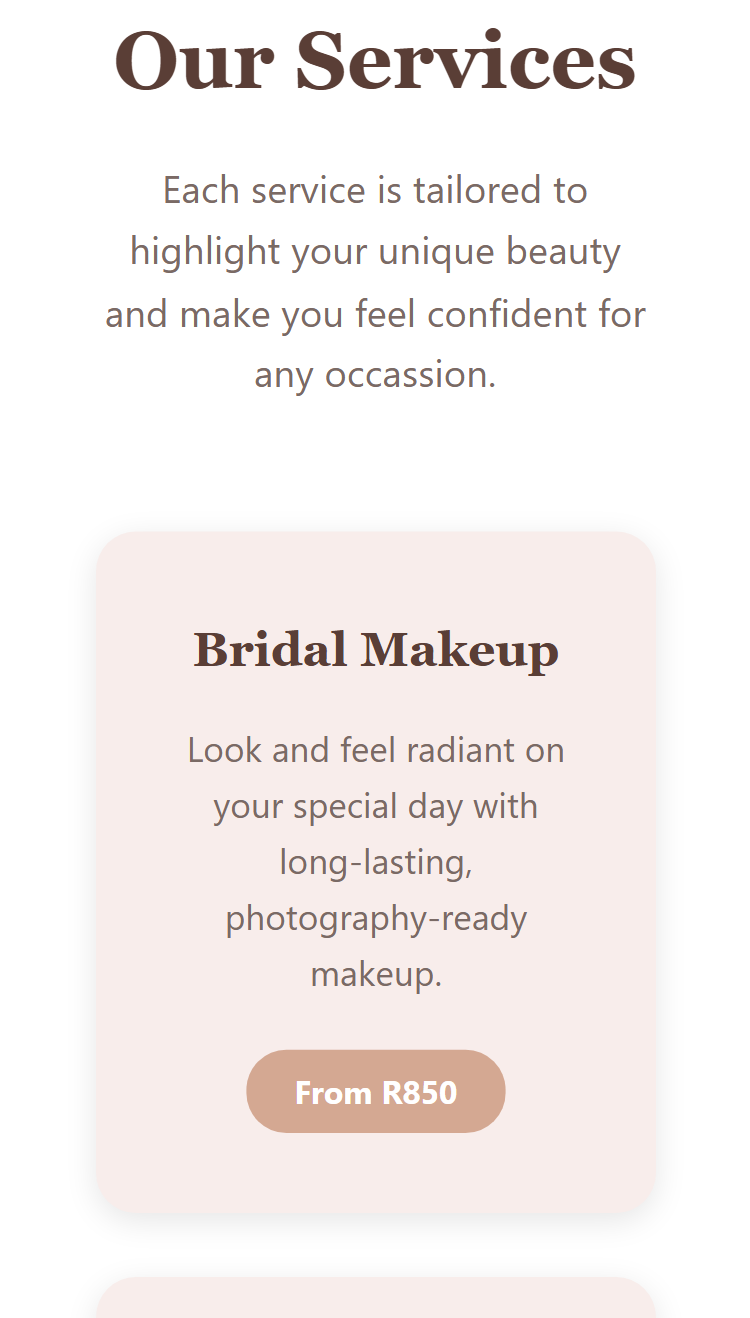 Our Services
Each service is tailored to
highlight your unique beauty
and make you feel confident for
any occassion.
Bridal Makeup
Look and feel radiant on
your special day with
long-lasting,
photography-ready
makeup.
From R850